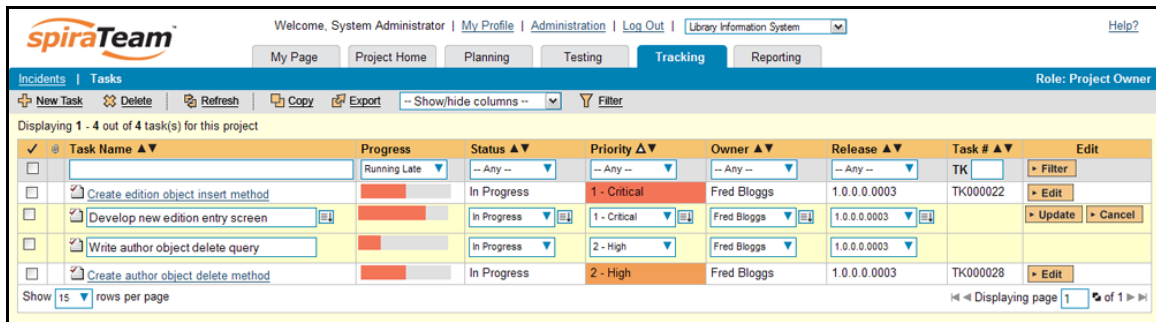 spiraTeam
Welcome, System Administrator | My Profile | Administration | Log Out | Library Information System Help?
My Page Project Home Planning Testing Tracking Reporting
Incidents | Tasks Role: Project Owner
New Task Delete Refresh Copy Export -- Show/hide columns -- Filter
Displaying 1 - 4 out of 4 task(s) for this project
Task Name Progress Status Priority Owner Release Task # Edit
Running Late -- Any -- -- Any -- -- Any -- -- Any -- TK Filter
Create edition object insert method In Progress 1 - Critical Fred Bloggs 1.0.0.0.0003 TK000022 Edit
Develop new edition entry screen In Progress 1 - Critical Fred Bloggs 1.0.0.0.0003 Update Cancel
Write author object delete query In Progress 2 - High Fred Bloggs 1.0.0.0.0003
Create author object delete method In Progress 2 - High Fred Bloggs 1.0.0.0.0003 TK000028 Edit
Show 15 rows per page Displaying page 1 of 1